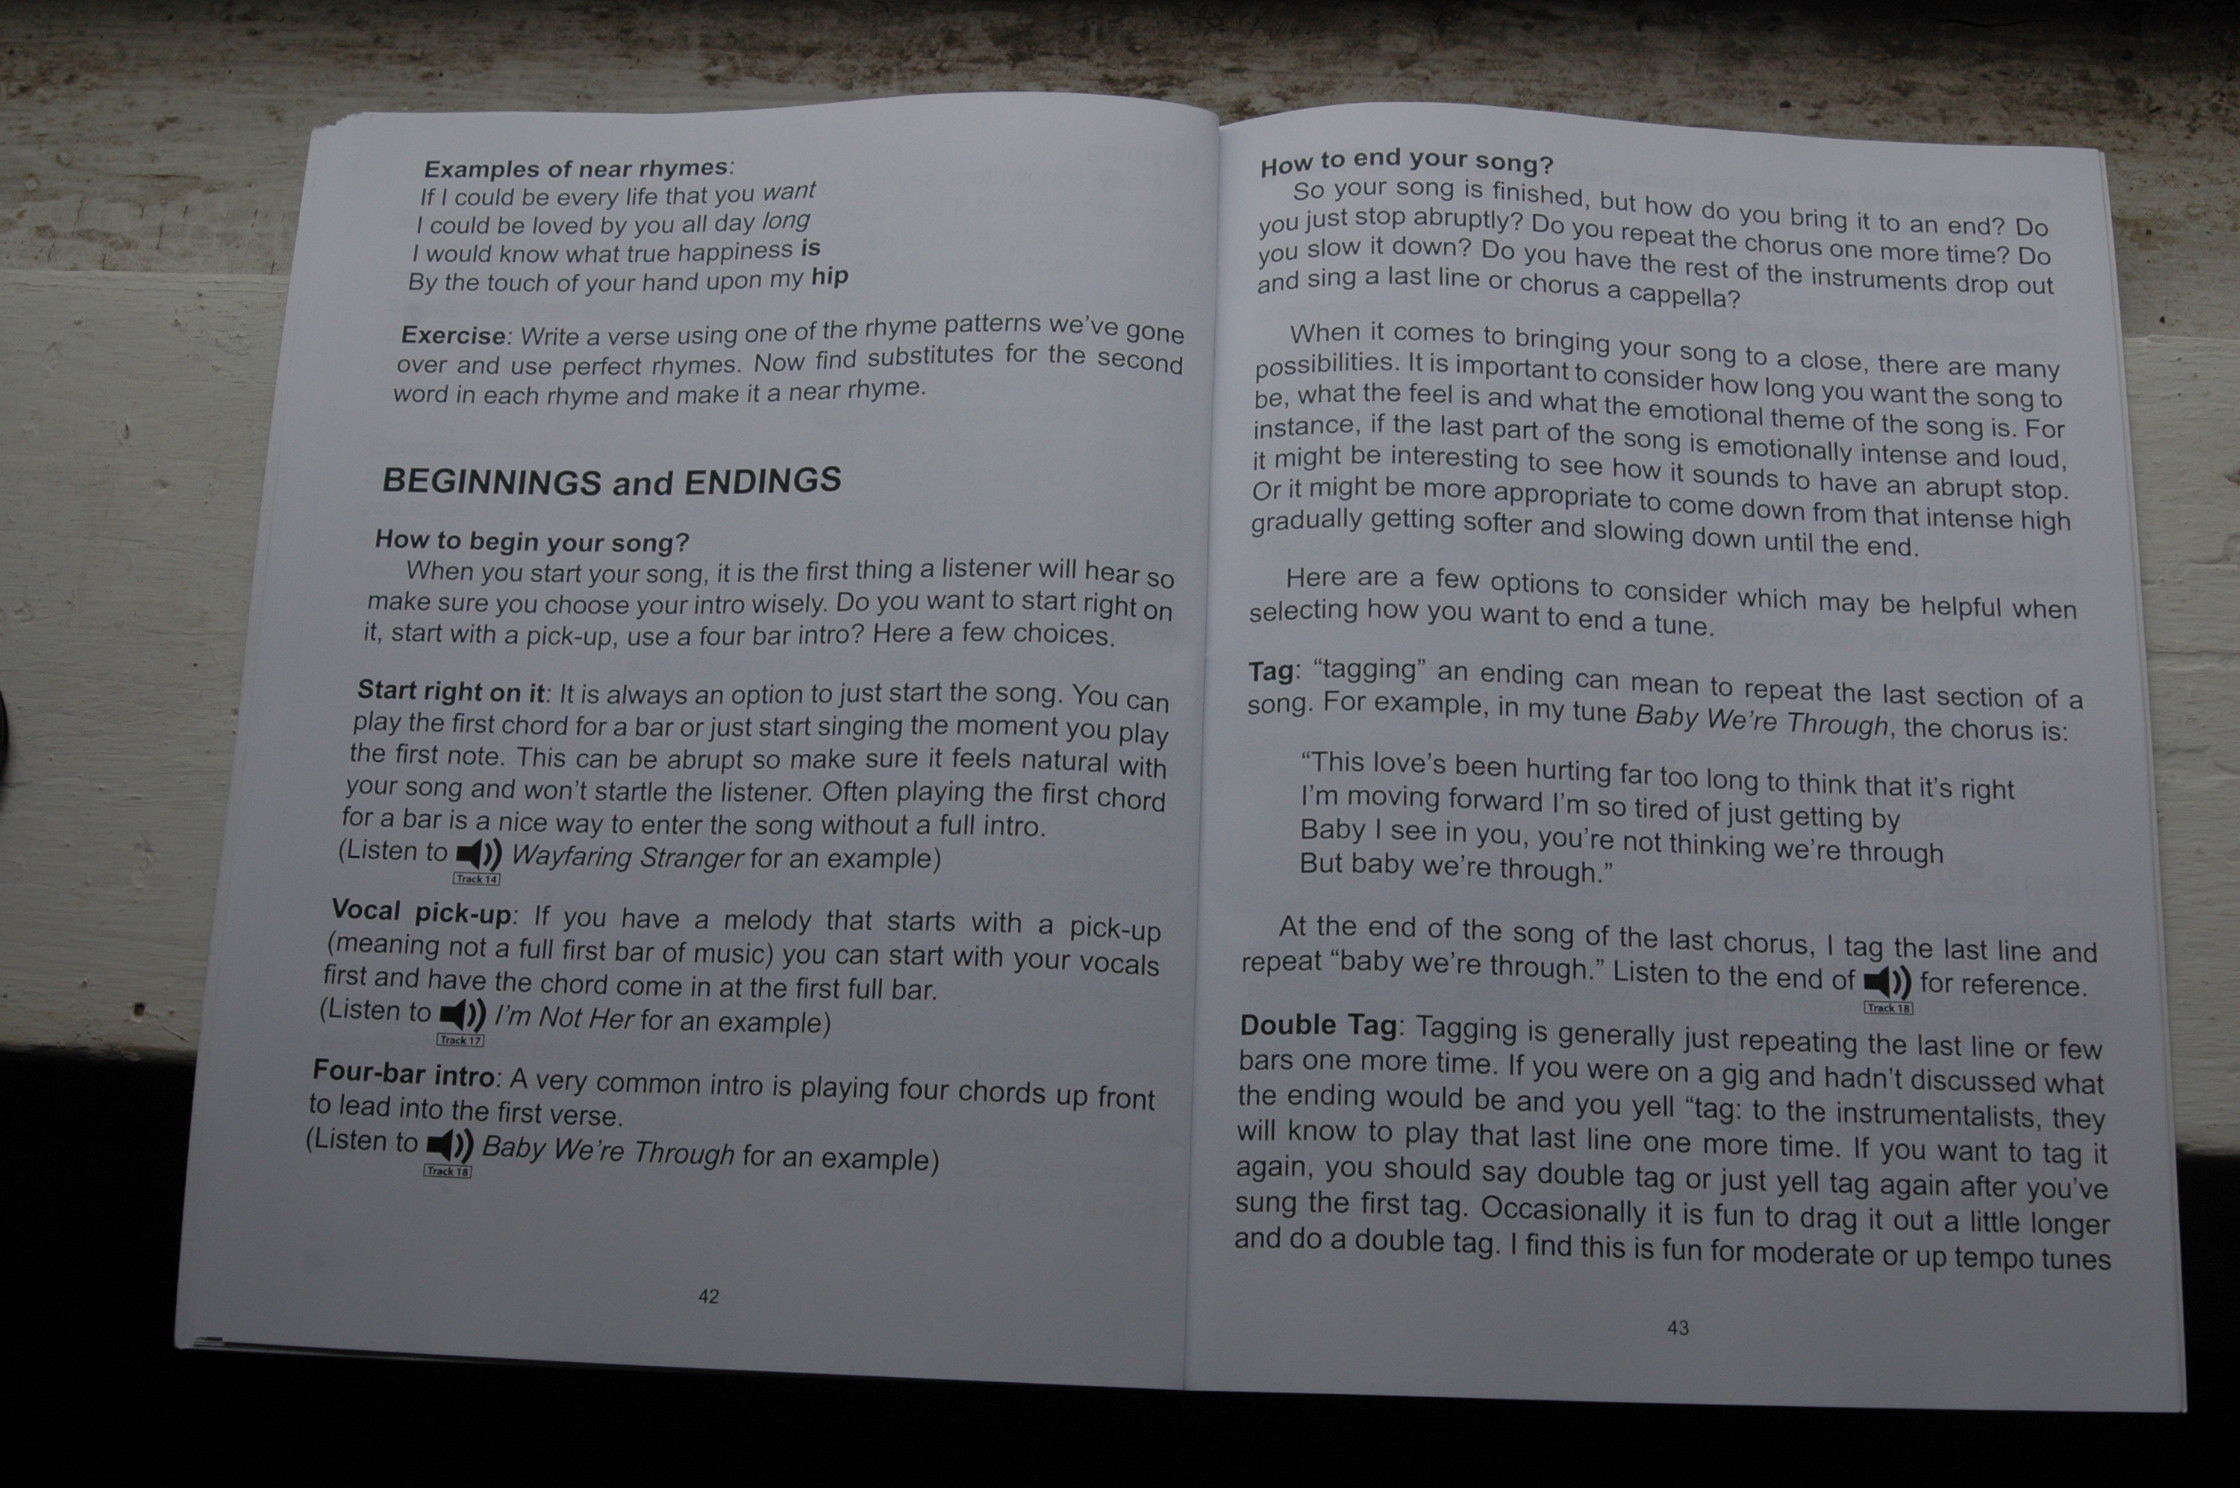 Examples of near rhymes:
If I could be every life that you want
I could be loved by you all day long
I would know what true happiness is
By the touch of your hand upon my hip
Exercise: Write a verse using one of the rhyme patterns we've gone
over and use perfect rhymes. Now find substitutes for the second
word in each rhyme and make it a near rhyme.
BEGINNINGS and ENDINGS
How to begin your song?
When you start your song, it is the first thing a listener will hear so
make sure you choose your intro wisely. Do you want to start right on
it, start with a pick-up, use a four bar intro? Here a few choices.
Start right on it: It is always an option to just start the song. You can
play the first chord for a bar or just start singing the moment you play
the first note. This can be abrupt so make sure it feels natural with
your song and won't startle the listener. Often playing the first chord
for a bar is a nice way to enter the song without a full intro.
(Listen to Wayfaring Stranger for an example)
Track 14
Vocal pick-up: If you have a melody that starts with a pick-up
(meaning not a full first bar of music) you can start with your vocals
first and have the chord come in at the first full bar.
(Listen to I'm Not Her for an example)
Track 17
Four-bar intro: A very common intro is playing four chords up front
to lead into the first verse.
(Listen to Baby We're Through for an example)
Track 18
42
How to end your song?
So your song is finished, but how do you bring it to an end? Do
you just stop abruptly? Do you repeat the chorus one more time? Do
you slow it down? Do you have the rest of the instruments drop out
and sing a last line or chorus a cappella?
When it comes to bringing your song to a close, there are many
possibilities. It is important to consider how long you want the song to
be, what the feel is and what the emotional theme of the song is. For
instance, if the last part of the song is emotionally intense and loud,
it might be interesting to see how it sounds to have an abrupt stop.
Or it might be more appropriate to come down from that intense high
gradually getting softer and slowing down until the end.
Here are a few options to consider which may be helpful when
selecting how you want to end a tune.
Tag: “tagging” an ending can mean to repeat the last section of a
song. For example, in my tune Baby We're Through, the chorus is:
“This love's been hurting far too long to think that it's right
I'm moving forward I'm so tired of just getting by
Baby I see in you, you're not thinking we're through
But baby we're through.”
At the end of the song of the last chorus, I tag the last line and
repeat “baby we're through.” Listen to the end of for reference.
Track 18
Double Tag: Tagging is generally just repeating the last line or few
bars one more time. If you were on a gig and hadn't discussed what
the ending would be and you yell “tag: to the instrumentalists, they
will know to play that last line one more time. If you want to tag it
again, you should say double tag or just yell tag again after you've
sung the first tag. Occasionally it is fun to drag it out a little longer
and do a double tag. I find this is fun for moderate or up tempo tunes
43